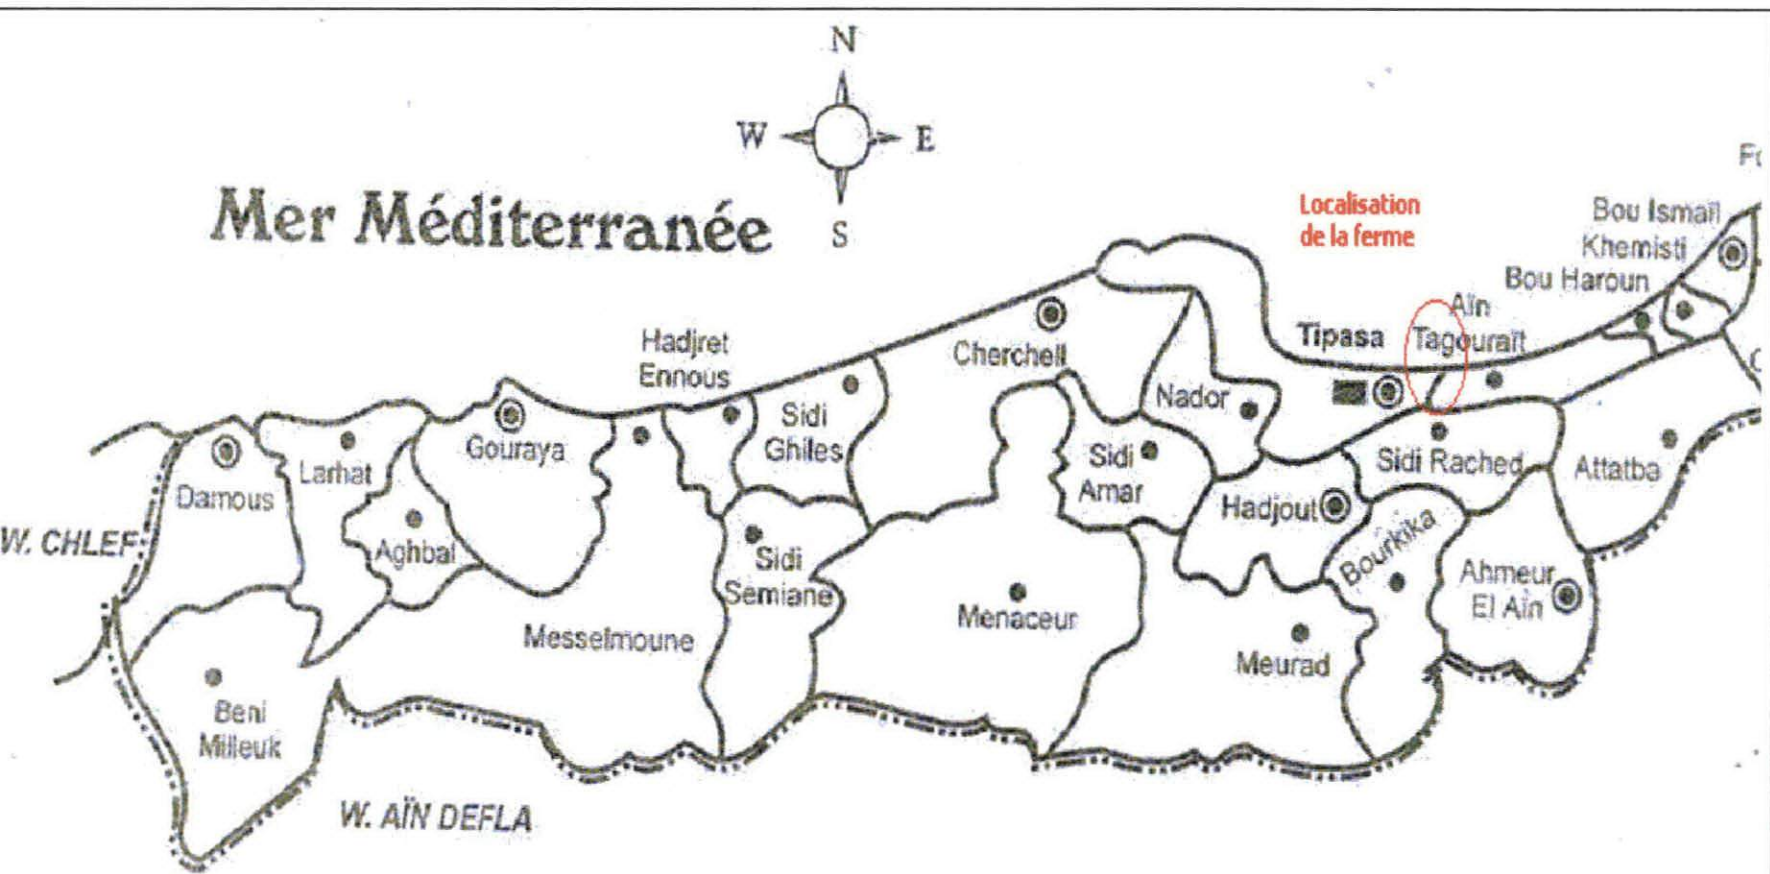 N
W E
S
Mer Méditerranée
Localisation
de la ferme
Bou Ismaïl
Khemisti
Bou Haroun
Aïn
Tagouraït
Tipasa
Hadjret
Ennous
Cherchell
Nador
Sidi
Ghiles
Gouraya
Larhat
Damous
Sidi
Amar
Sidi Rached
Attatba
Hadjout
Bourkika
W. CHLEF
Aghbal
Sidi
Semiane
Ahmeur
El Aïn
Menaceur
Messelmoune
Meurad
Beni
Milleuk
W. AÏN DEFLA